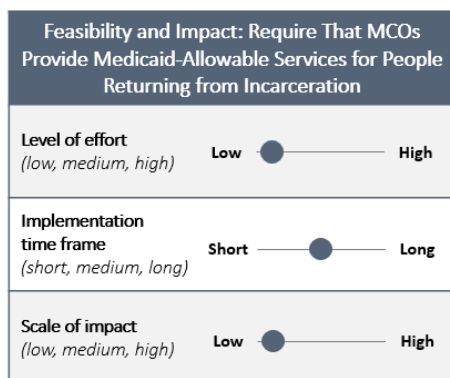 Feasibility and Impact: Require That MCOs
Provide Medicaid-Allowable Services for People
Returning from Incarceration
Level of effort
(low, medium, high)
Low
High
Implementation
time frame
(short, medium, long)
Short
Long
Scale of impact
(low, medium, high)
Low
High